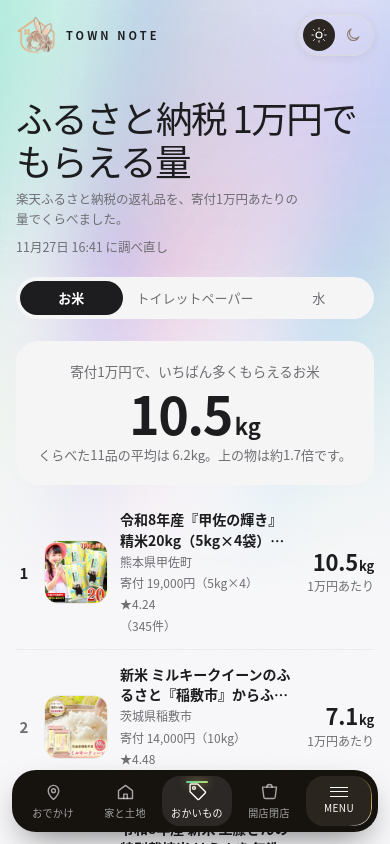 TOWN NOTE
ふるさと納税 1万円で
もらえる量
楽天ふるさと納税の返礼品を、寄付1万円あたりの
量でくらべました。
11月27日 16:41 に調べ直し
お米 トイレットペーパー 水
寄付1万円で、いちばん多くもらえるお米
10.5kg
くらべた11品の平均は 6.2kg。上の物は約1.7倍です。
令和8年産『甲佐の輝き』
精米20kg（5kg×4袋）…
1
熊本県甲佐町
寄付 19,000円（5kg×4）
★4.24
（345件）
10.5kg
1万円あたり
20
新米 ミルクイーンのふ
るさと『稲敷市』からふ…
2
茨城県稲敷市
寄付 14,000円（10kg）
★4.48
7.1kg
1万円あたり
おでかけ 家と土地 おかいもの 開店閉店 MENU